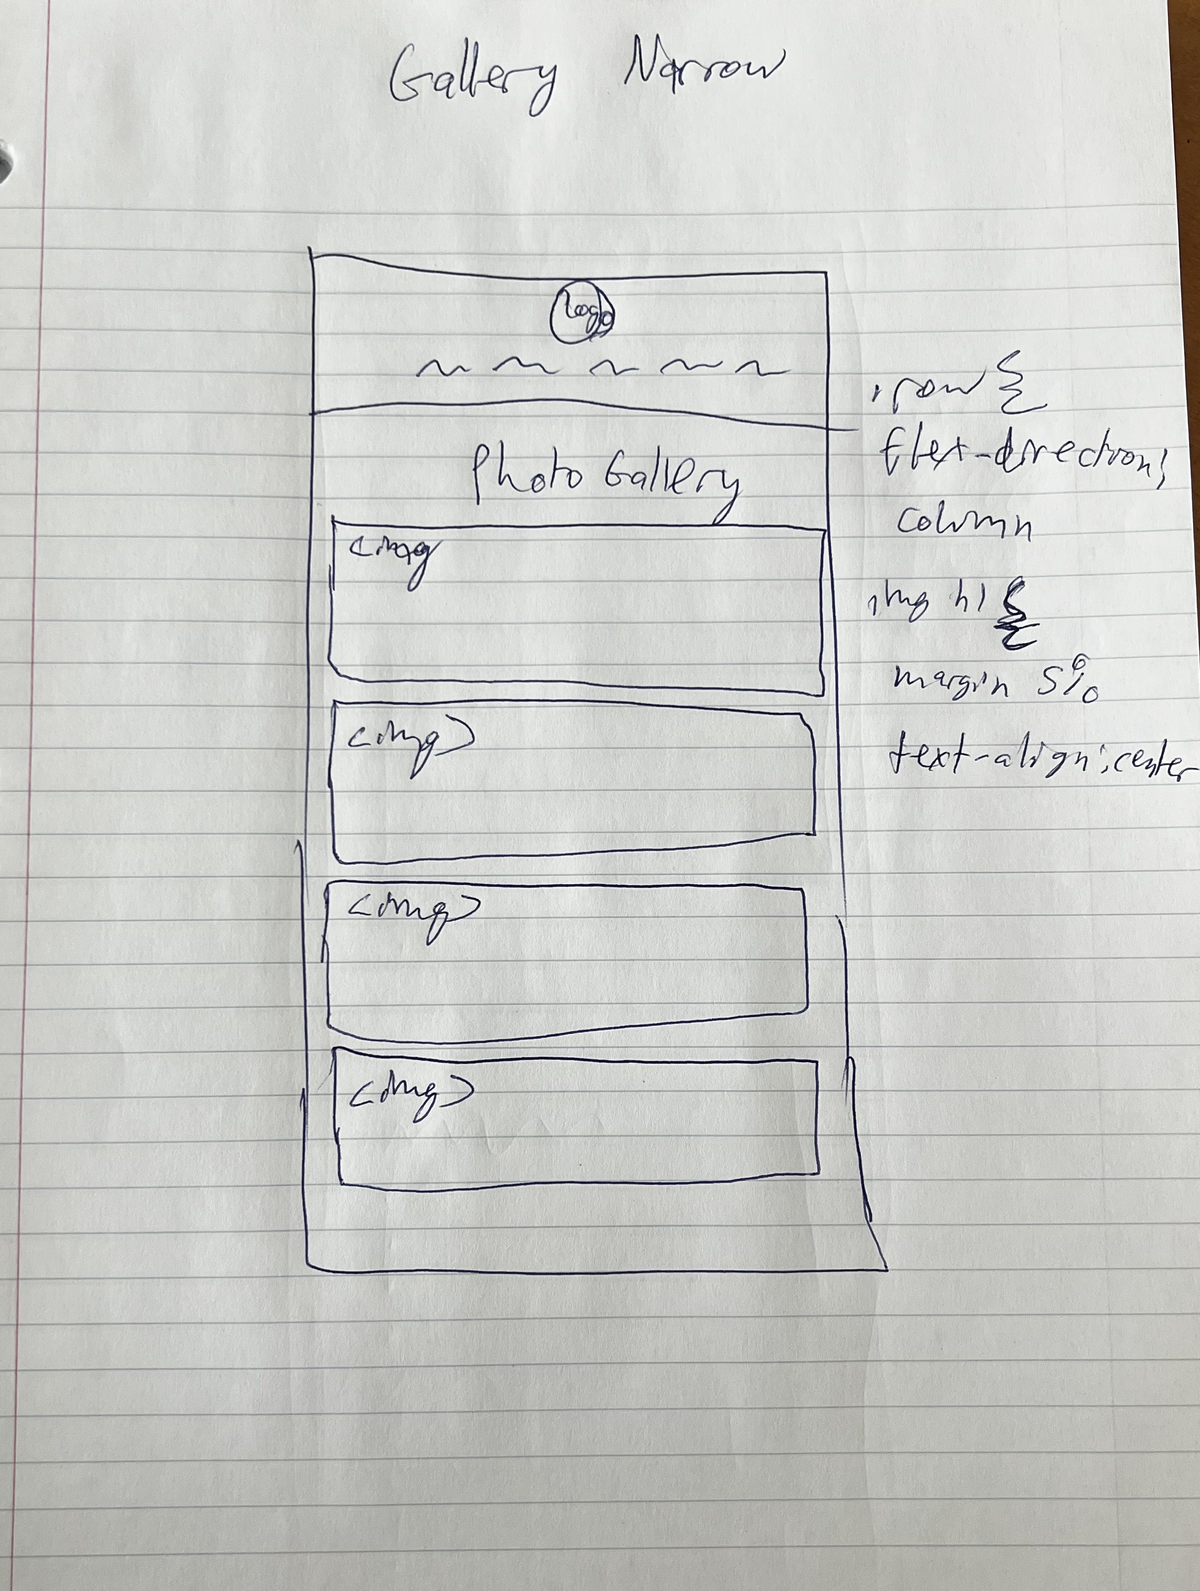 Gallery Narrow
Logo
.row {
flex-direction:
column
Photo Gallery
<img
img h1 {
margin 5%
text-align:center
<img>
<img>
<img>